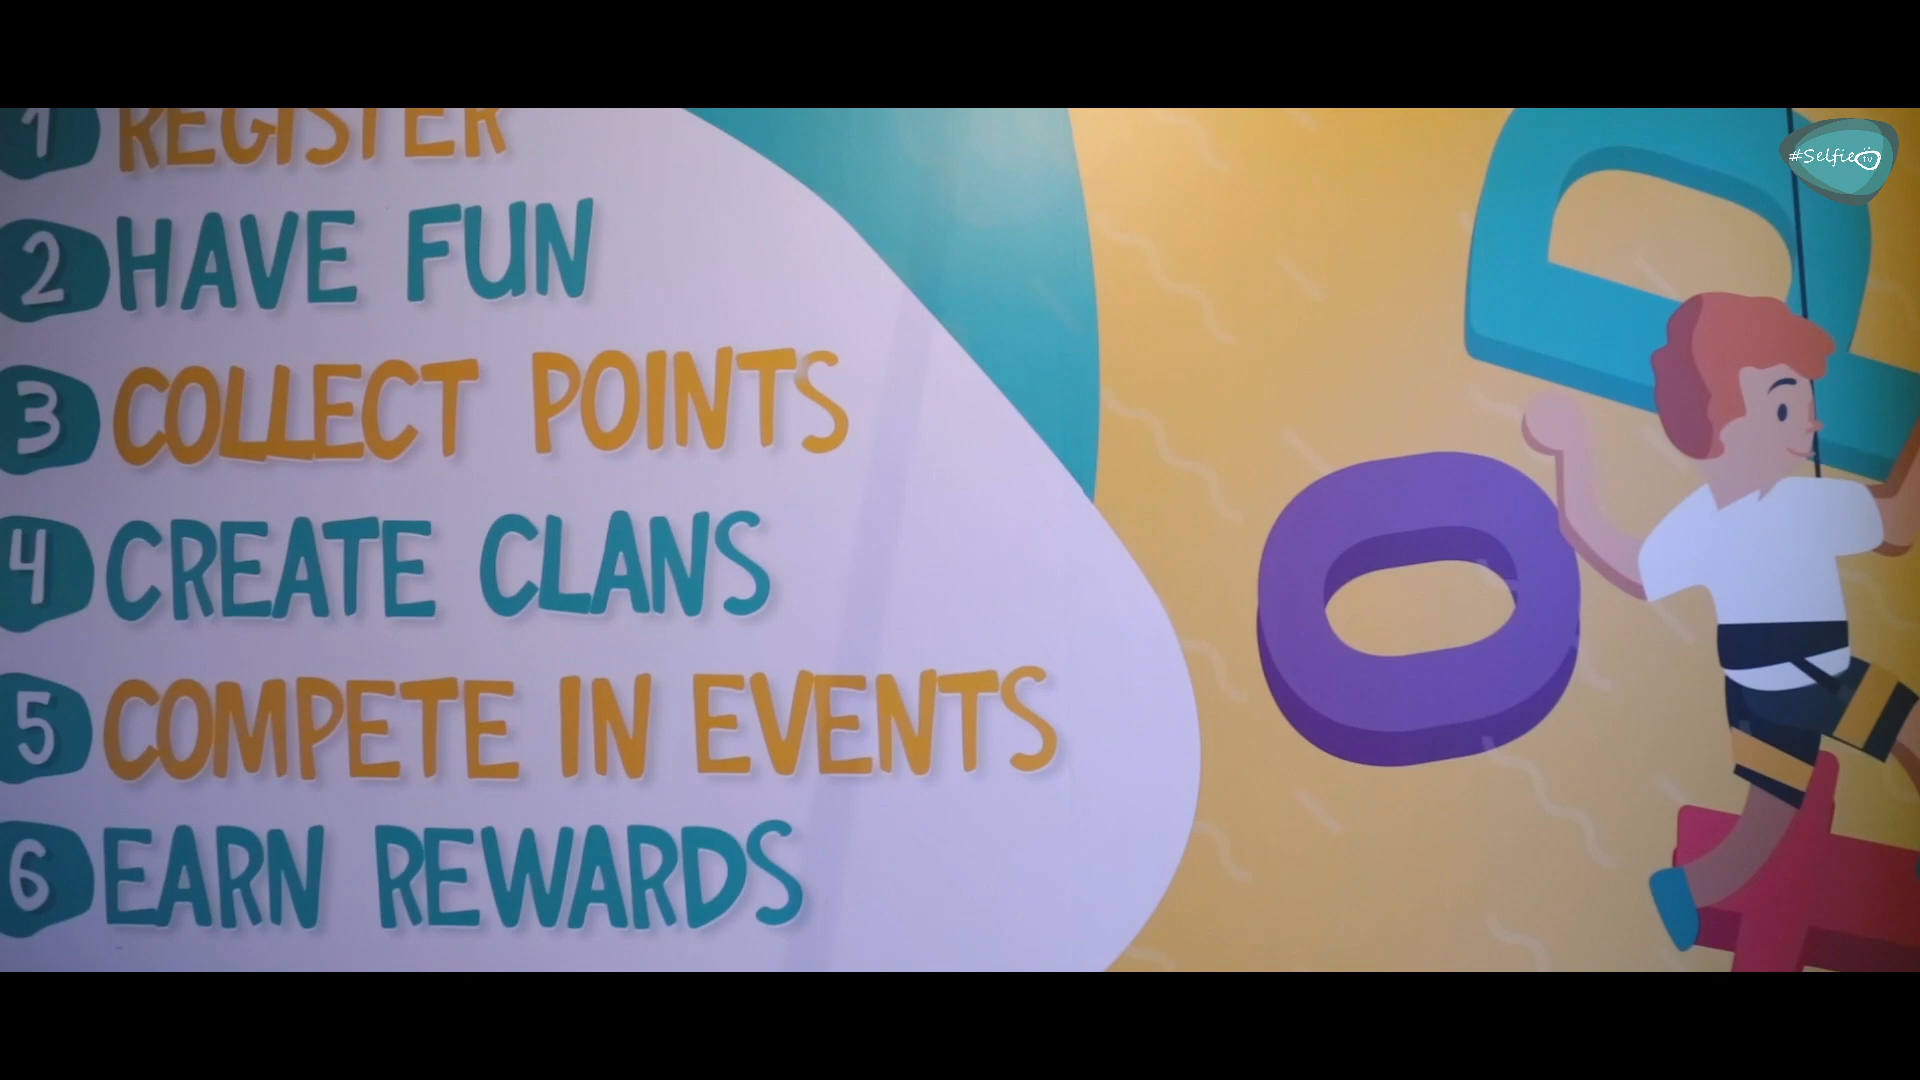 1 REGISTER
2 HAVE FUN
3 COLLECT POINTS
4 CREATE CLANS
5 COMPETE IN EVENTS
6 EARN REWARDS
O
#Selfie tv